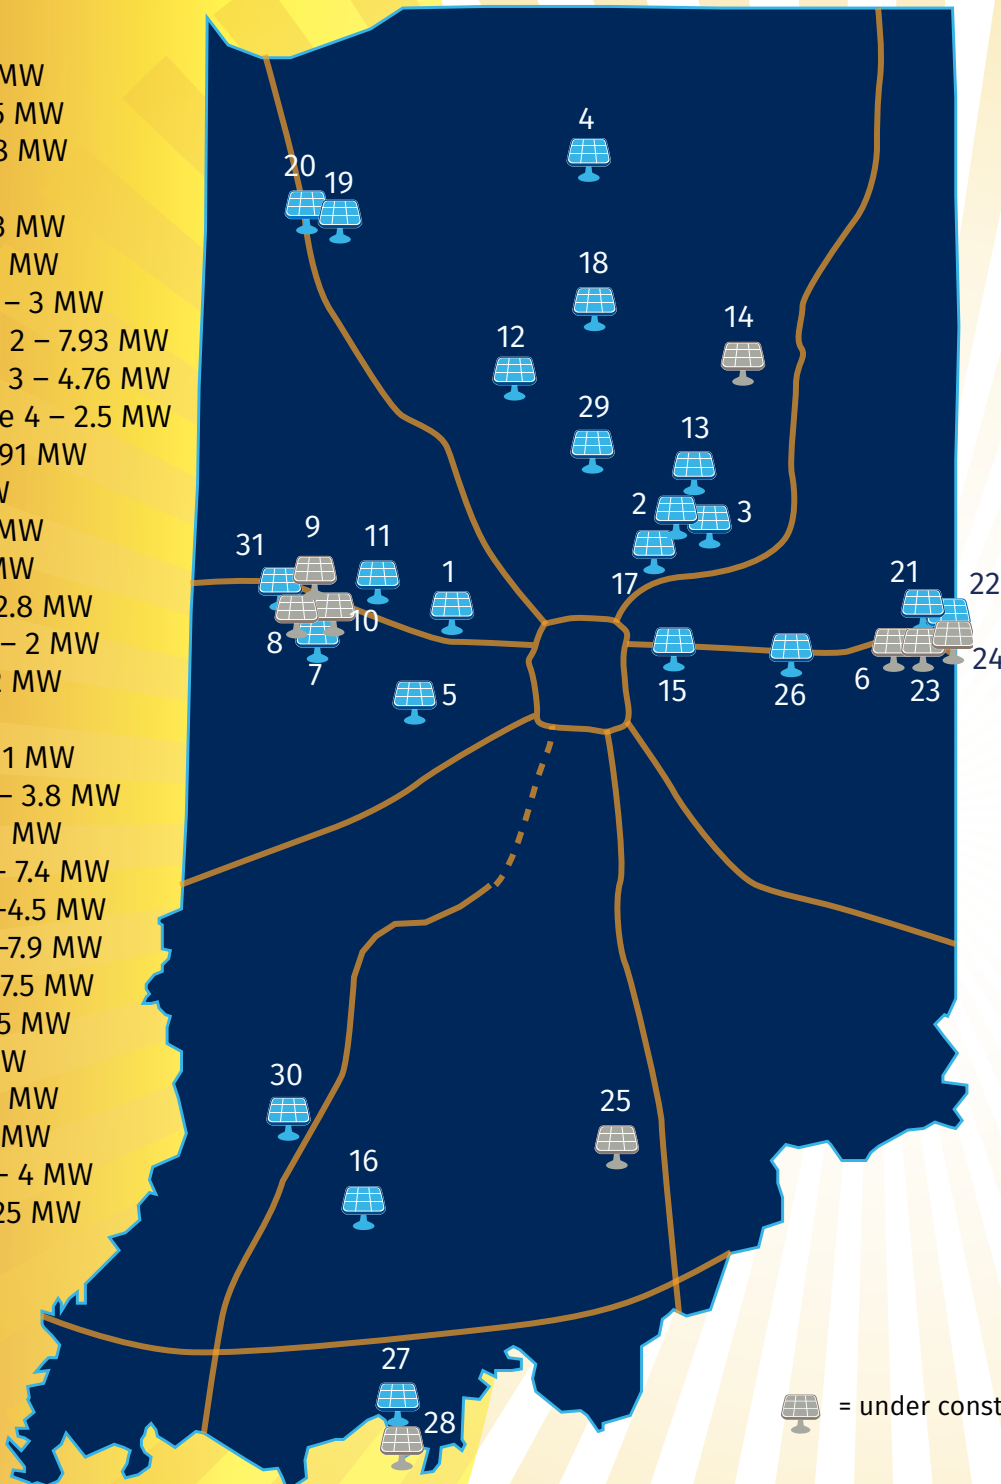 MW
5 MW
8 MW
3 MW
MW
– 3 MW
2 – 7.93 MW
3 – 4.76 MW
e 4 – 2.5 MW
91 MW
W
MW
MW
2.8 MW
– 2 MW
2 MW
1 MW
– 3.8 MW
MW
– 7.4 MW
–4.5 MW
–7.9 MW
7.5 MW
5 MW
W
MW
MW
– 4 MW
25 MW
4
20
19
18
14
12
29
13
2
3
9
31
11
1
17
21
22
10
8
7
5
15
26
6
23
24
30
25
16
27
28
= under const